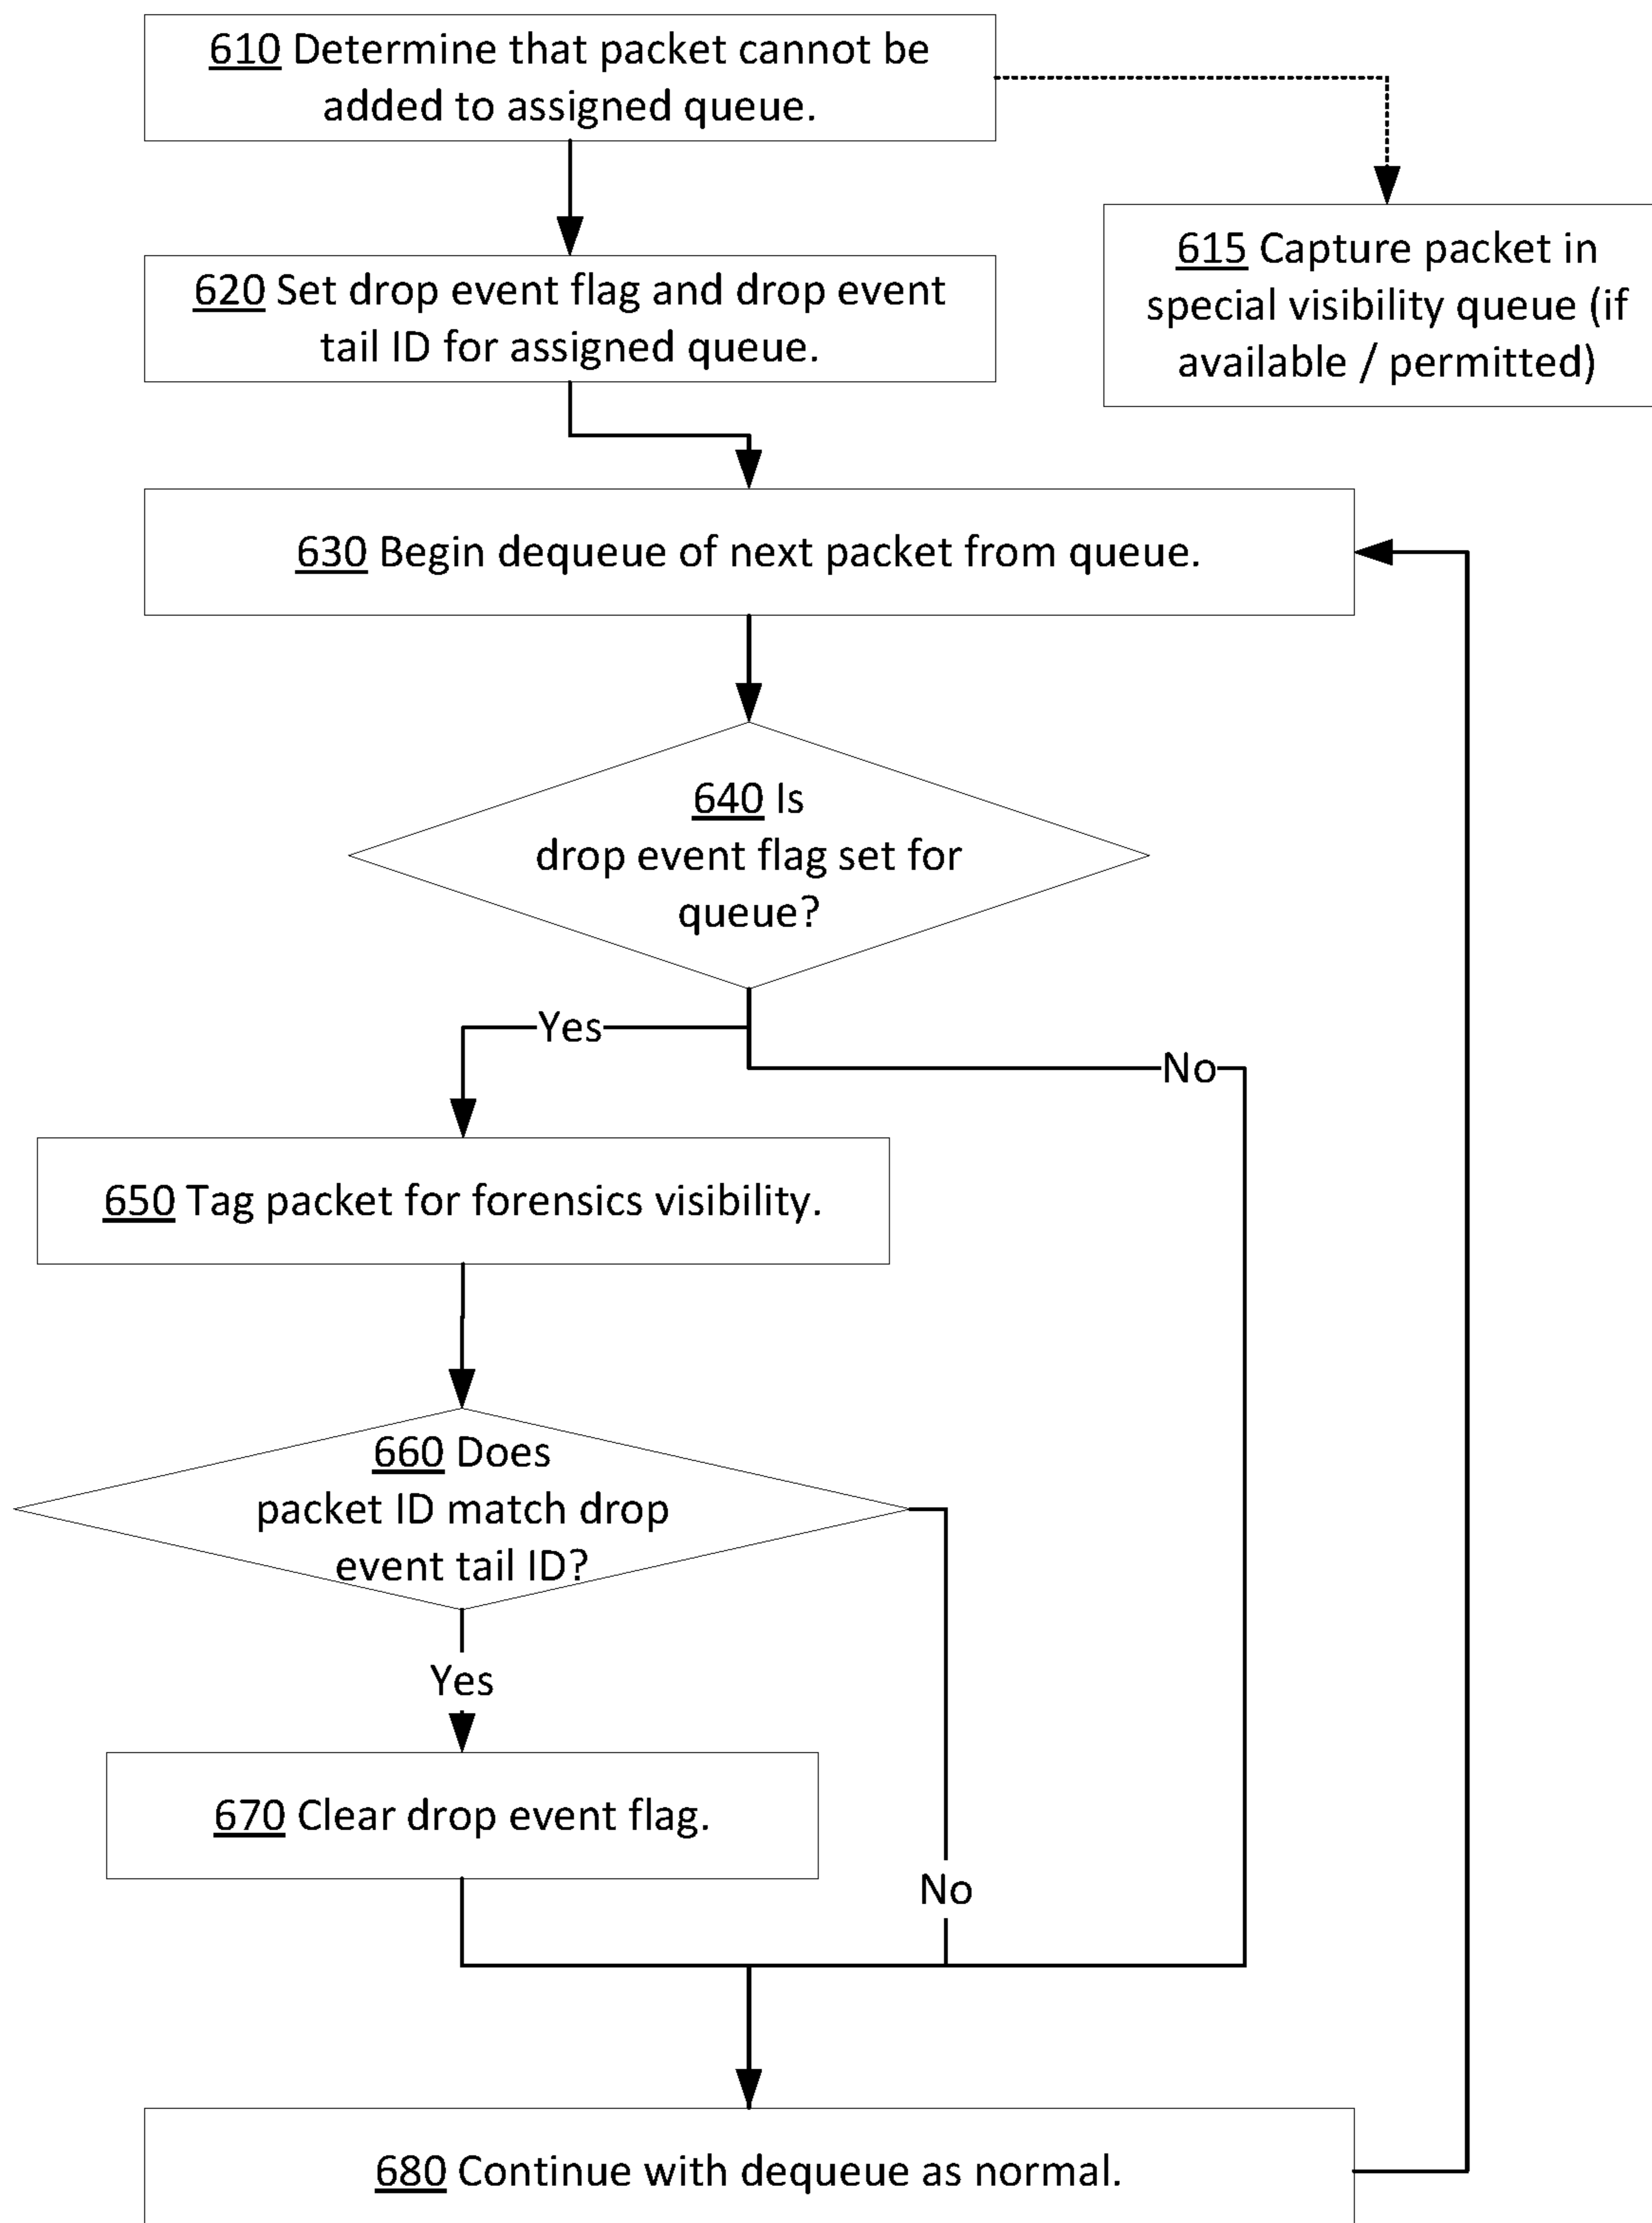 610 Determine that packet cannot be
added to assigned queue.
615 Capture packet in
special visibility queue (if
available / permitted)
620 Set drop event flag and drop event
tail ID for assigned queue.
630 Begin dequeue of next packet from queue.
640 Is
drop event flag set for
queue?
Yes
No
650 Tag packet for forensics visibility.
660 Does
packet ID match drop
event tail ID?
Yes
670 Clear drop event flag.
No
680 Continue with dequeue as normal.